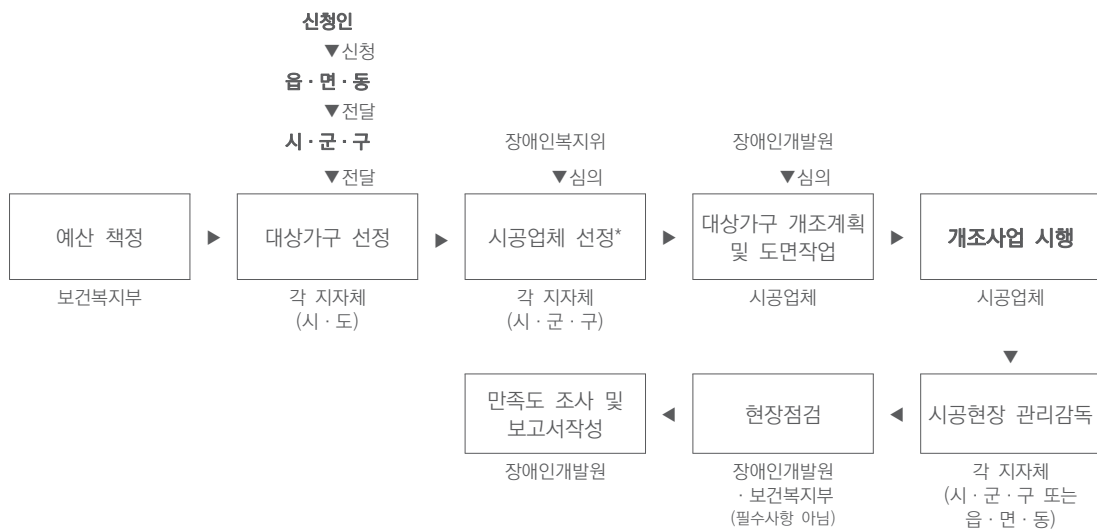 신청인
▼신청
읍·면·동
▼전달
시·군·구
▼전달
장애인복지위
▼심의
장애인개발원
▼심의
예산 책정
▶
대상가구 선정
▶
시공업체 선정*
▶
대상가구 개조계획
및 도면작업
▶
개조사업 시행
보건복지부
각 지자체
(시·도)
각 지자체
(시·군·구)
시공업체
시공업체
▼
시공현장 관리감독
◀
현장점검
◀
만족도 조사 및
보고서작성
각 지자체
(시·군·구 또는
읍·면·동)
장애인개발원
·보건복지부
(필수사항 아님)
장애인개발원